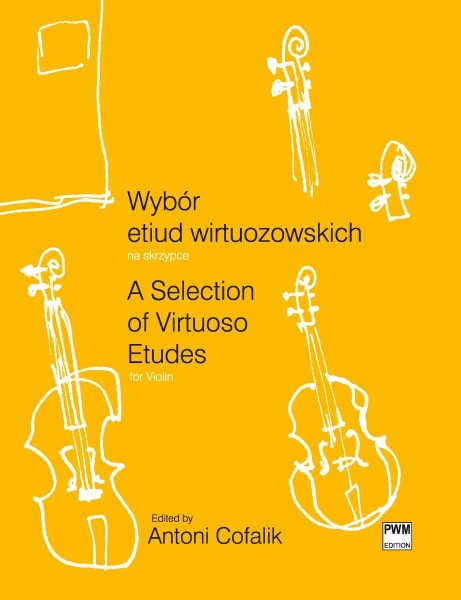 Wybór
etiud wirtuozowskich
na skrzypce
A Selection
of Virtuoso
Etudes
for Violin
Edited by
Antoni Cofalik
PWM
EDITION